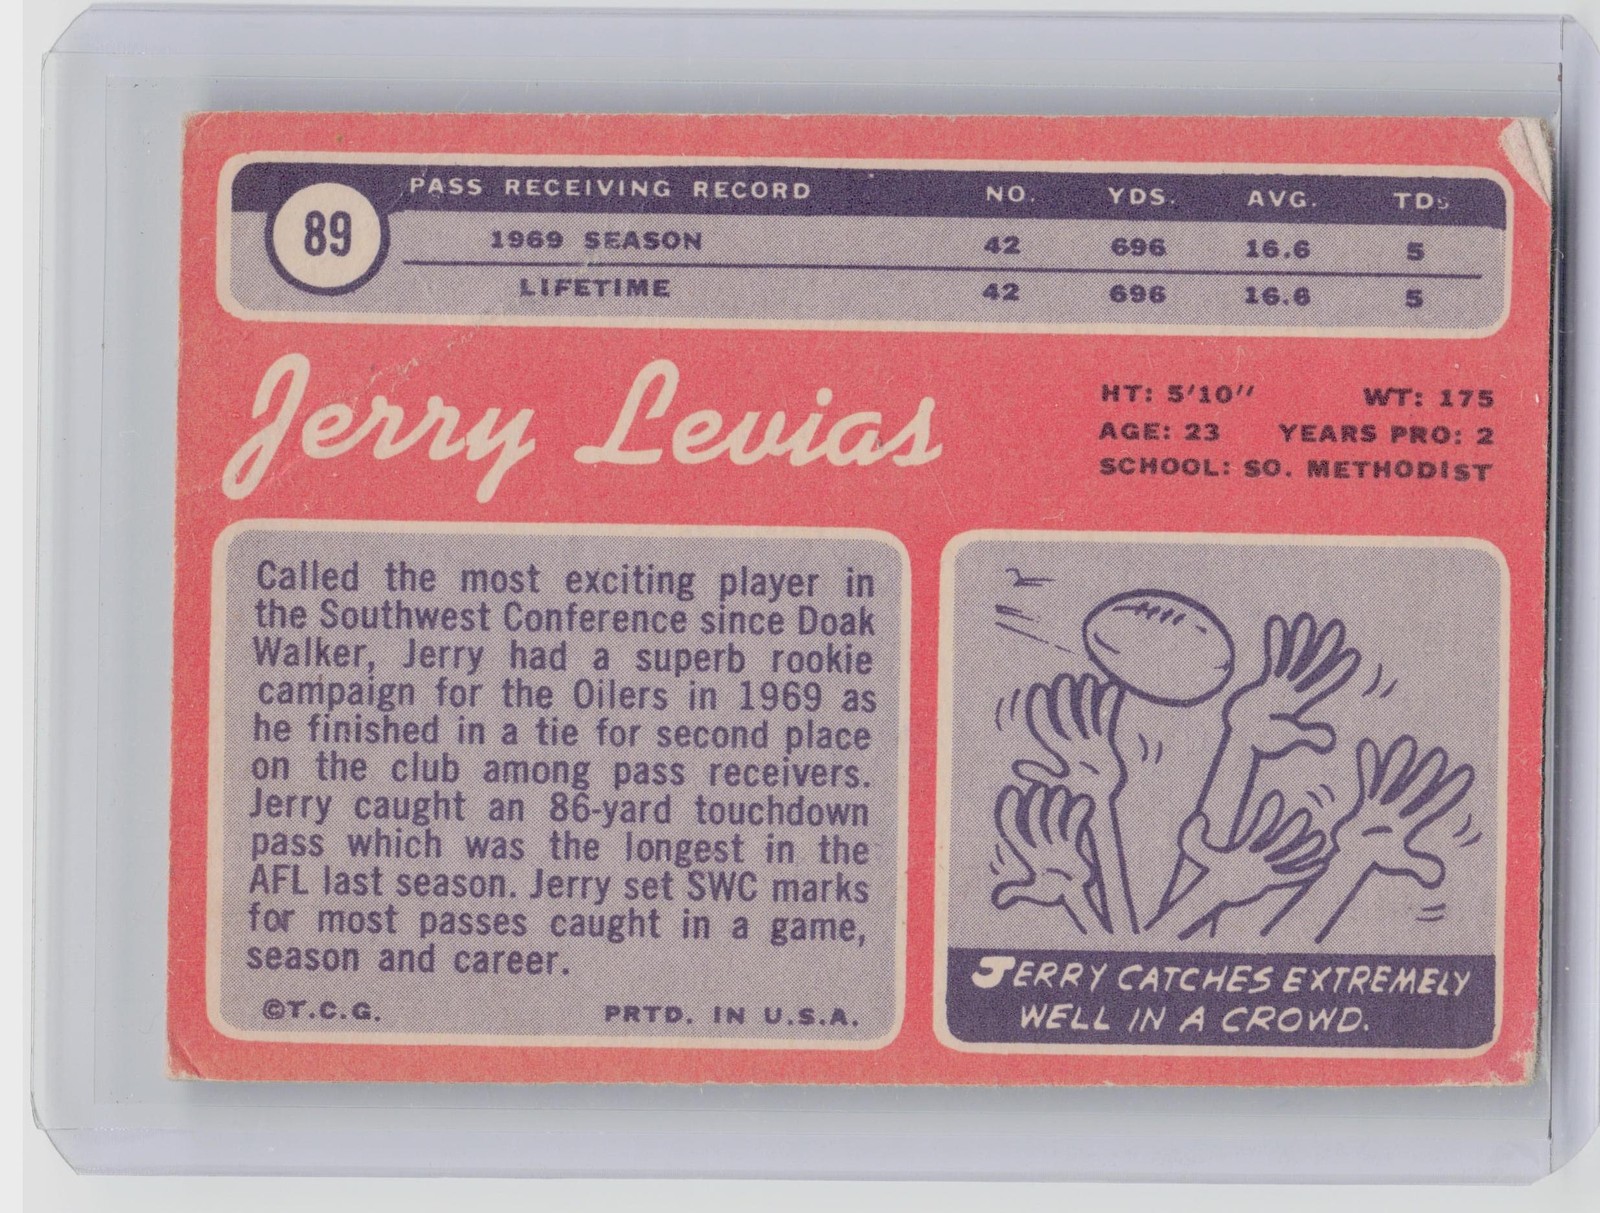 89
PASS RECEIVING RECORD NO. YDS. AVG. TDs
1969 SEASON 42 696 16.6 5
LIFETIME 42 696 16.6 5
Jerry Levias
HT: 5'10" WT: 175
AGE: 23 YEARS PRO: 2
SCHOOL: SO. METHODIST
Called the most exciting player in
the Southwest Conference since Doak
Walker, Jerry had a superb rookie
campaign for the Oilers in 1969 as
he finished in a tie for second place
on the club among pass receivers.
Jerry caught an 86-yard touchdown
pass which was the longest in the
AFL last season. Jerry set SWC marks
for most passes caught in a game,
season and career.
©T.C.G. PRTD. IN U.S.A.
JERRY CATCHES EXTREMELY
WELL IN A CROWD.